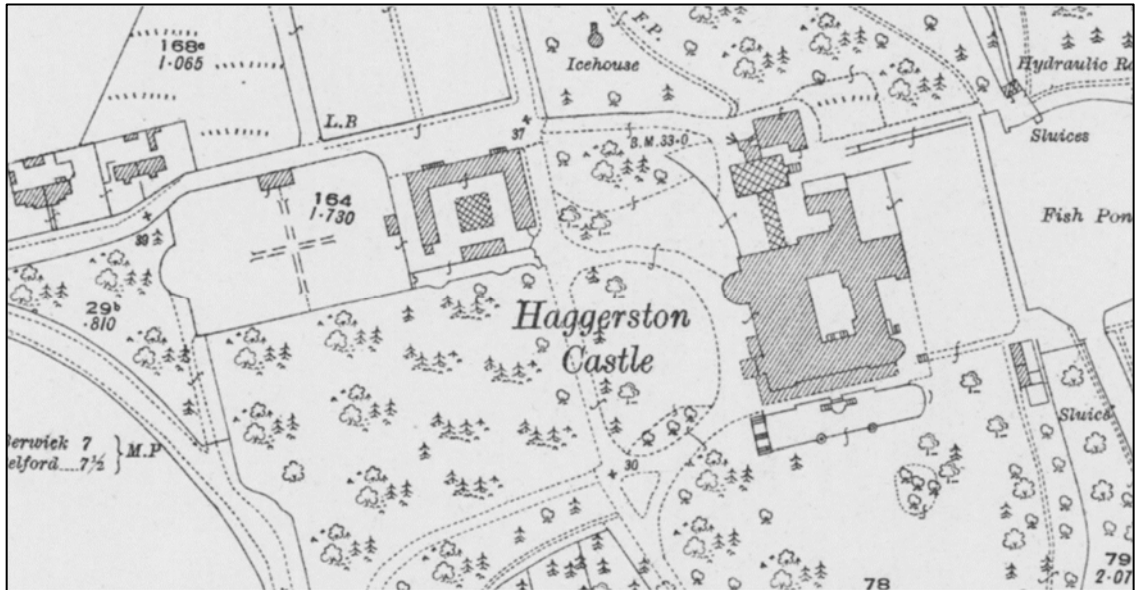 168ᵃ
1·065
F.P.
Icehouse
Hydraulic
L.B
37
B.M.33·0
Sluices
164
1·730
Fish
39
29ᵇ
·810
Haggerston
Castle
Sluice
Berwick 7
elford....7½
M.P
30
78
79
2·07